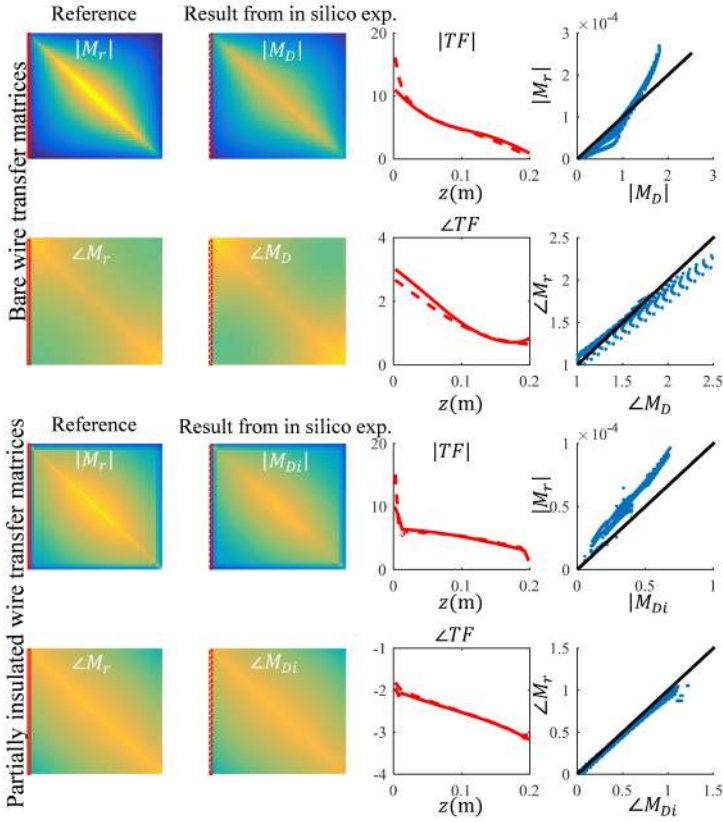 Reference
Result from in silico exp.
Bare wire transfer matrices
|M_r|
|M_D|
|TF|
20
10
0
0
0.1
0.2
z(m)
×10⁻⁴
|M_r|
3
2
1
0
0
1
2
3
|M_D|
∠M_r
∠M_D
∠TF
4
2
0
0
0.1
0.2
z(m)
∠M_r
2.5
2
1.5
1
1
1.5
2
2.5
∠M_D
Reference
Result from in silico exp.
Partially insulated wire transfer matrices
|M_r|
|M_Di|
|TF|
20
10
0
0
0.1
0.2
z(m)
×10⁻⁴
|M_r|
1
0.5
0
0
0.5
1
|M_Di|
∠M_r
∠M_Di
∠TF
-1
-2
-3
-4
0
0.1
0.2
z(m)
∠M_r
1.5
1
0.5
0
0
0.5
1
1.5
∠M_Di